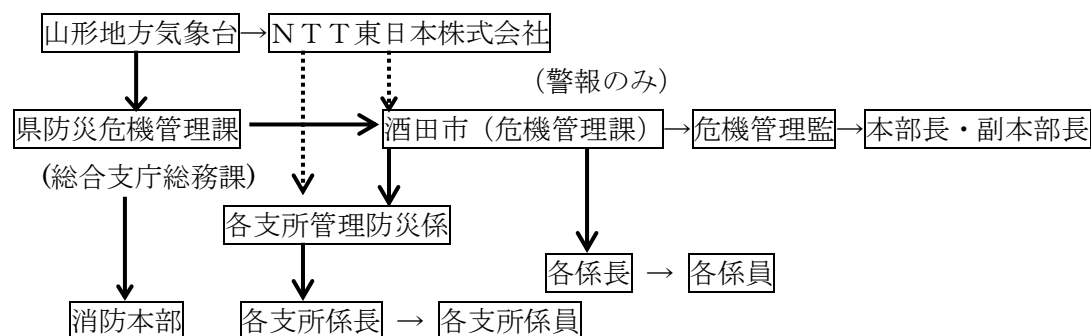 山形地方気象台→NTT東日本株式会社
(警報のみ)
県防災危機管理課 酒田市(危機管理課)→危機管理監→本部長・副本部長
(総合支庁総務課)
各支所管理防災係
各係長 → 各係員
消防本部 各支所係長 → 各支所係員